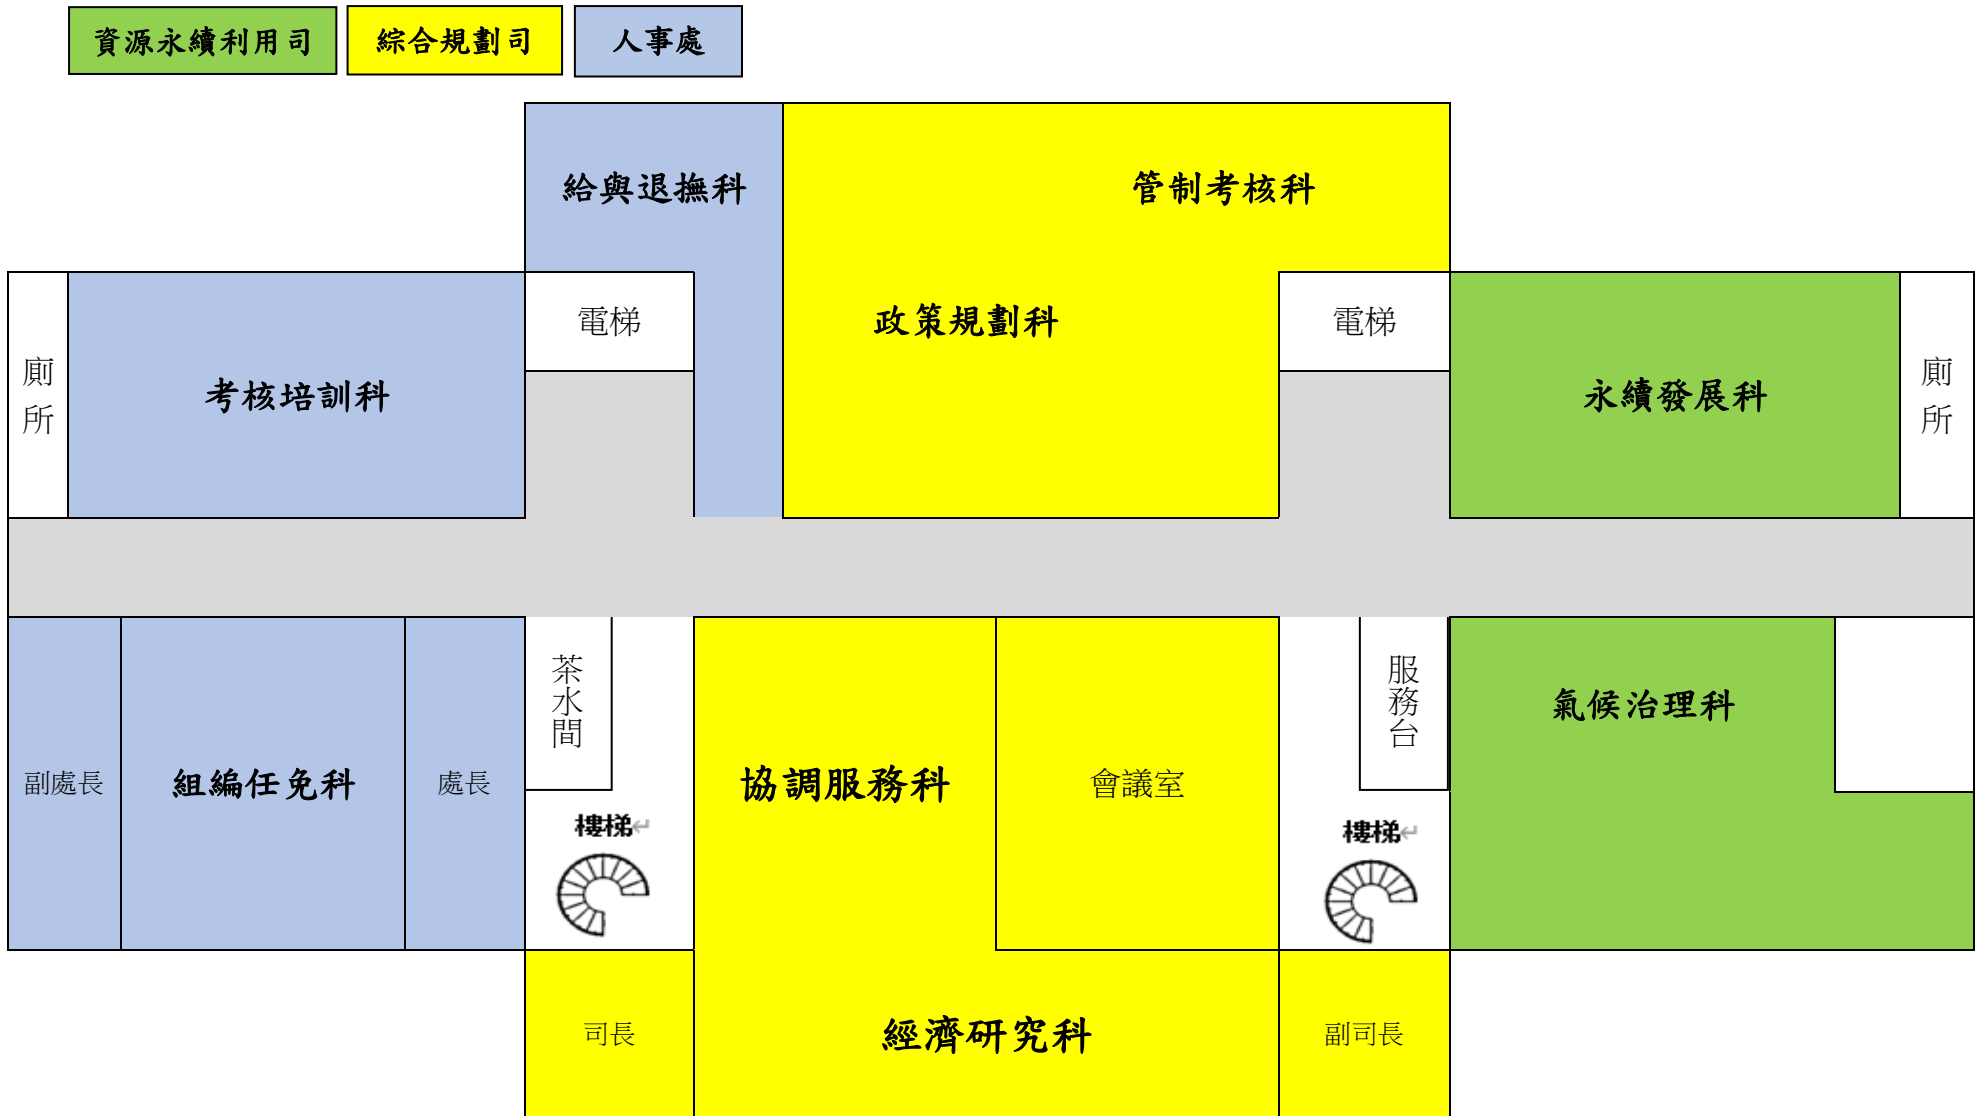 資源永續利用司
綜合規劃司
人事處
給與退撫科
管制考核科
廁所
考核培訓科
電梯
政策規劃科
電梯
永續發展科
廁所
副處長
組編任免科
處長
茶水間
樓梯↵
協調服務科
會議室
服務台
樓梯↵
氣候治理科
司長
經濟研究科
副司長